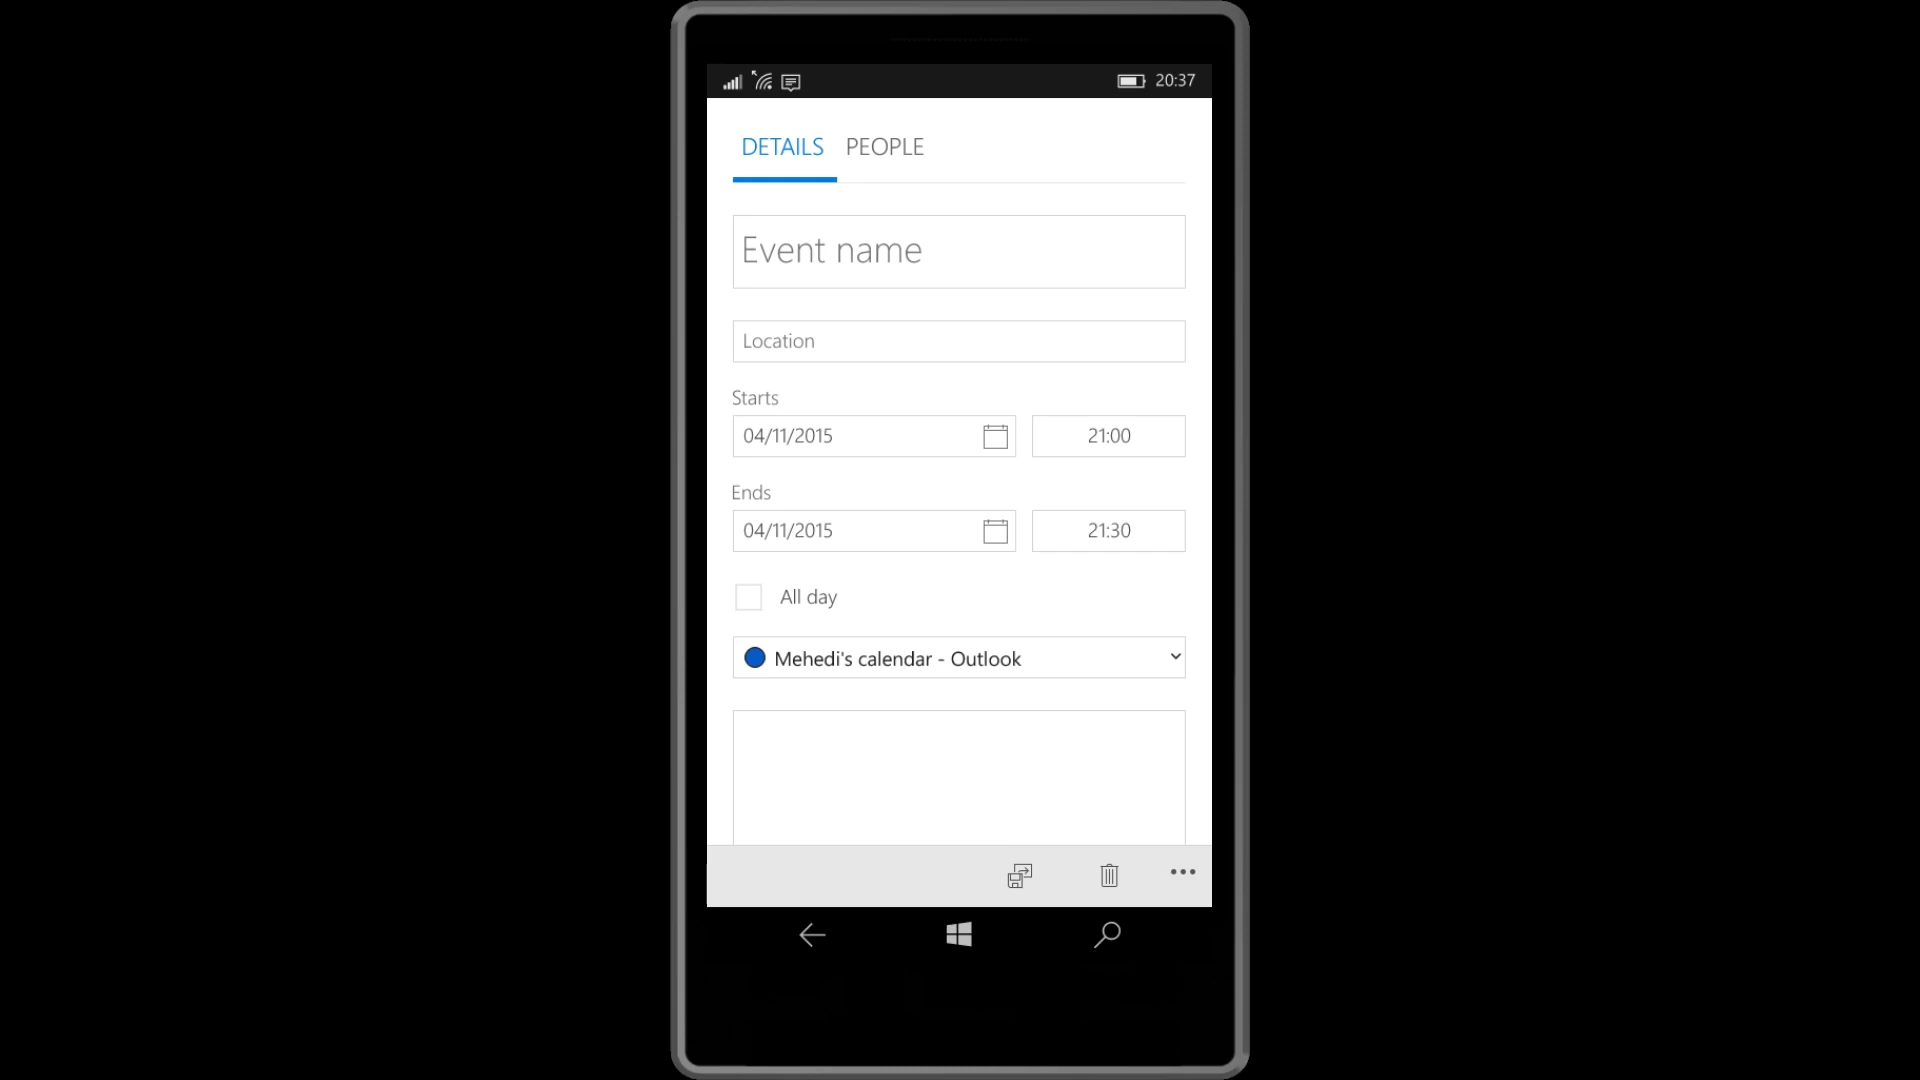 20:37
DETAILS PEOPLE
Event name
Location
Starts
04/11/2015 21:00
Ends
04/11/2015 21:30
All day
Mehedi's calendar - Outlook